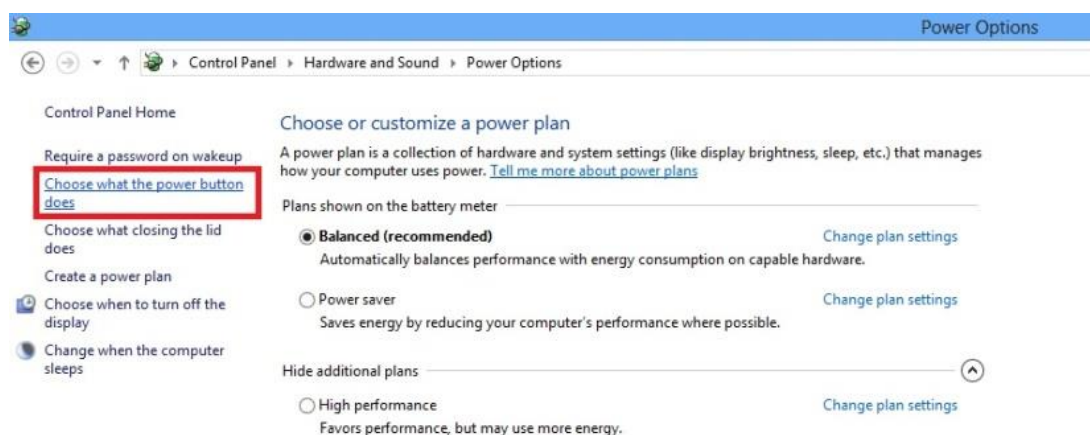 Power Options
Control Panel Hardware and Sound Power Options
Control Panel Home
Require a password on wakeup
Choose what the power button
does
Choose what closing the lid
does
Create a power plan
Choose when to turn off the
display
Change when the computer
sleeps
Choose or customize a power plan
A power plan is a collection of hardware and system settings (like display brightness, sleep, etc.) that manages
how your computer uses power. Tell me more about power plans
Plans shown on the battery meter
Balanced (recommended) Change plan settings
Automatically balances performance with energy consumption on capable hardware.
Power saver Change plan settings
Saves energy by reducing your computer's performance where possible.
Hide additional plans
High performance Change plan settings
Favors performance, but may use more energy.